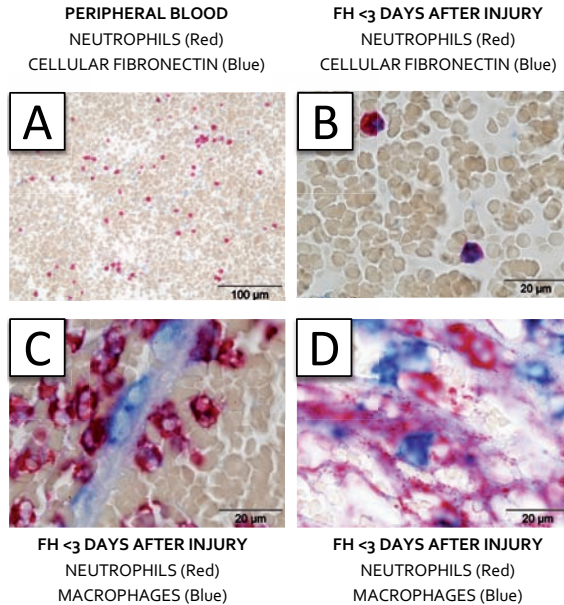 PERIPHERAL BLOOD
NEUTROPHILS (Red)
CELLULAR FIBRONECTIN (Blue)
FH <3 DAYS AFTER INJURY
NEUTROPHILS (Red)
CELLULAR FIBRONECTIN (Blue)
A
100 µm
B
20 µm
C
20 µm
D
20 µm
FH <3 DAYS AFTER INJURY
NEUTROPHILS (Red)
MACROPHAGES (Blue)
FH <3 DAYS AFTER INJURY
NEUTROPHILS (Red)
MACROPHAGES (Blue)